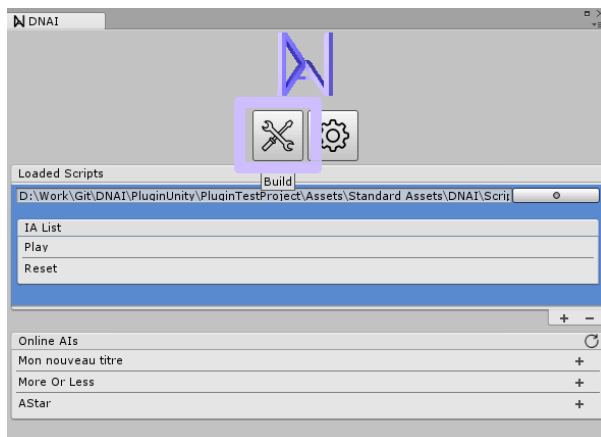 DNAI
Build
Loaded Scripts
D:\Work\Git\DNAI\PluginUnity\PluginTestProject\Assets\Standard Assets\DNAI\Scrip
IA List
Play
Reset
+ −
Online AIs
Mon nouveau titre +
More Or Less +
AStar +